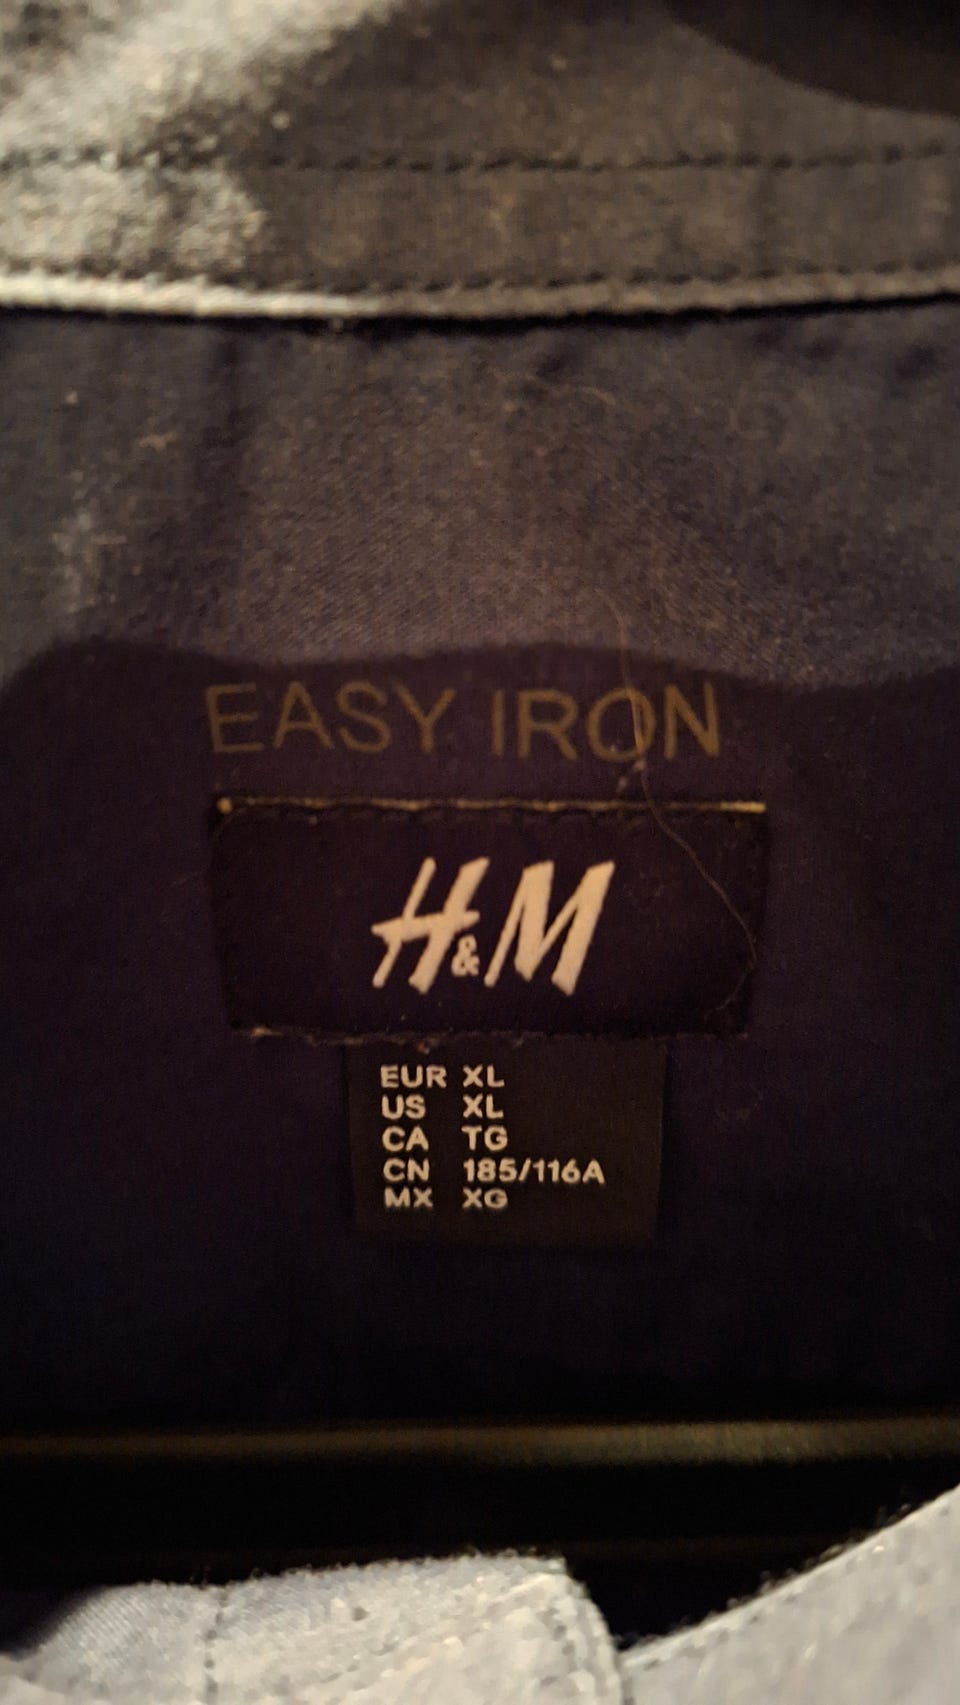 EASY IRON
H&M
EUR XL
US XL
CA TG
CN 185/116A
MX XG